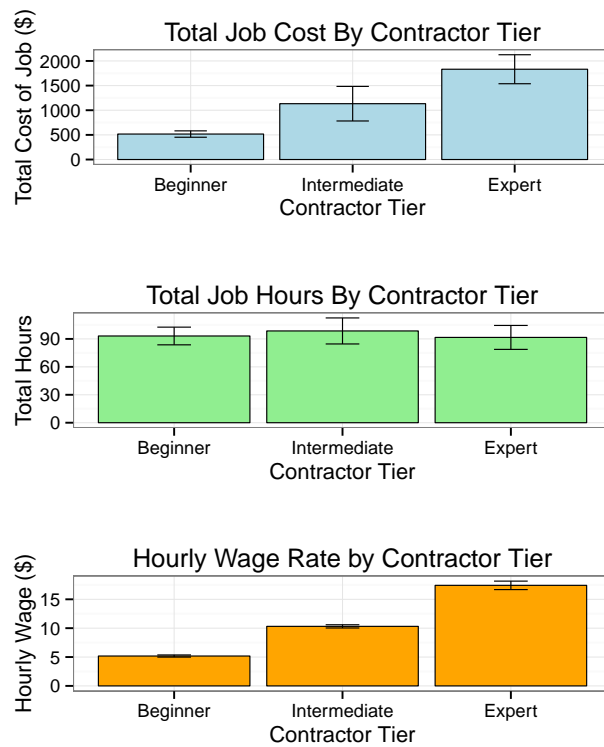 Total Job Cost By Contractor Tier
Total Cost of Job ($)
2000
1500
1000
500
0
Beginner Intermediate Expert
Contractor Tier
Total Job Hours By Contractor Tier
Total Hours
90
60
30
0
Beginner Intermediate Expert
Contractor Tier
Hourly Wage Rate by Contractor Tier
Hourly Wage ($)
15
10
5
0
Beginner Intermediate Expert
Contractor Tier